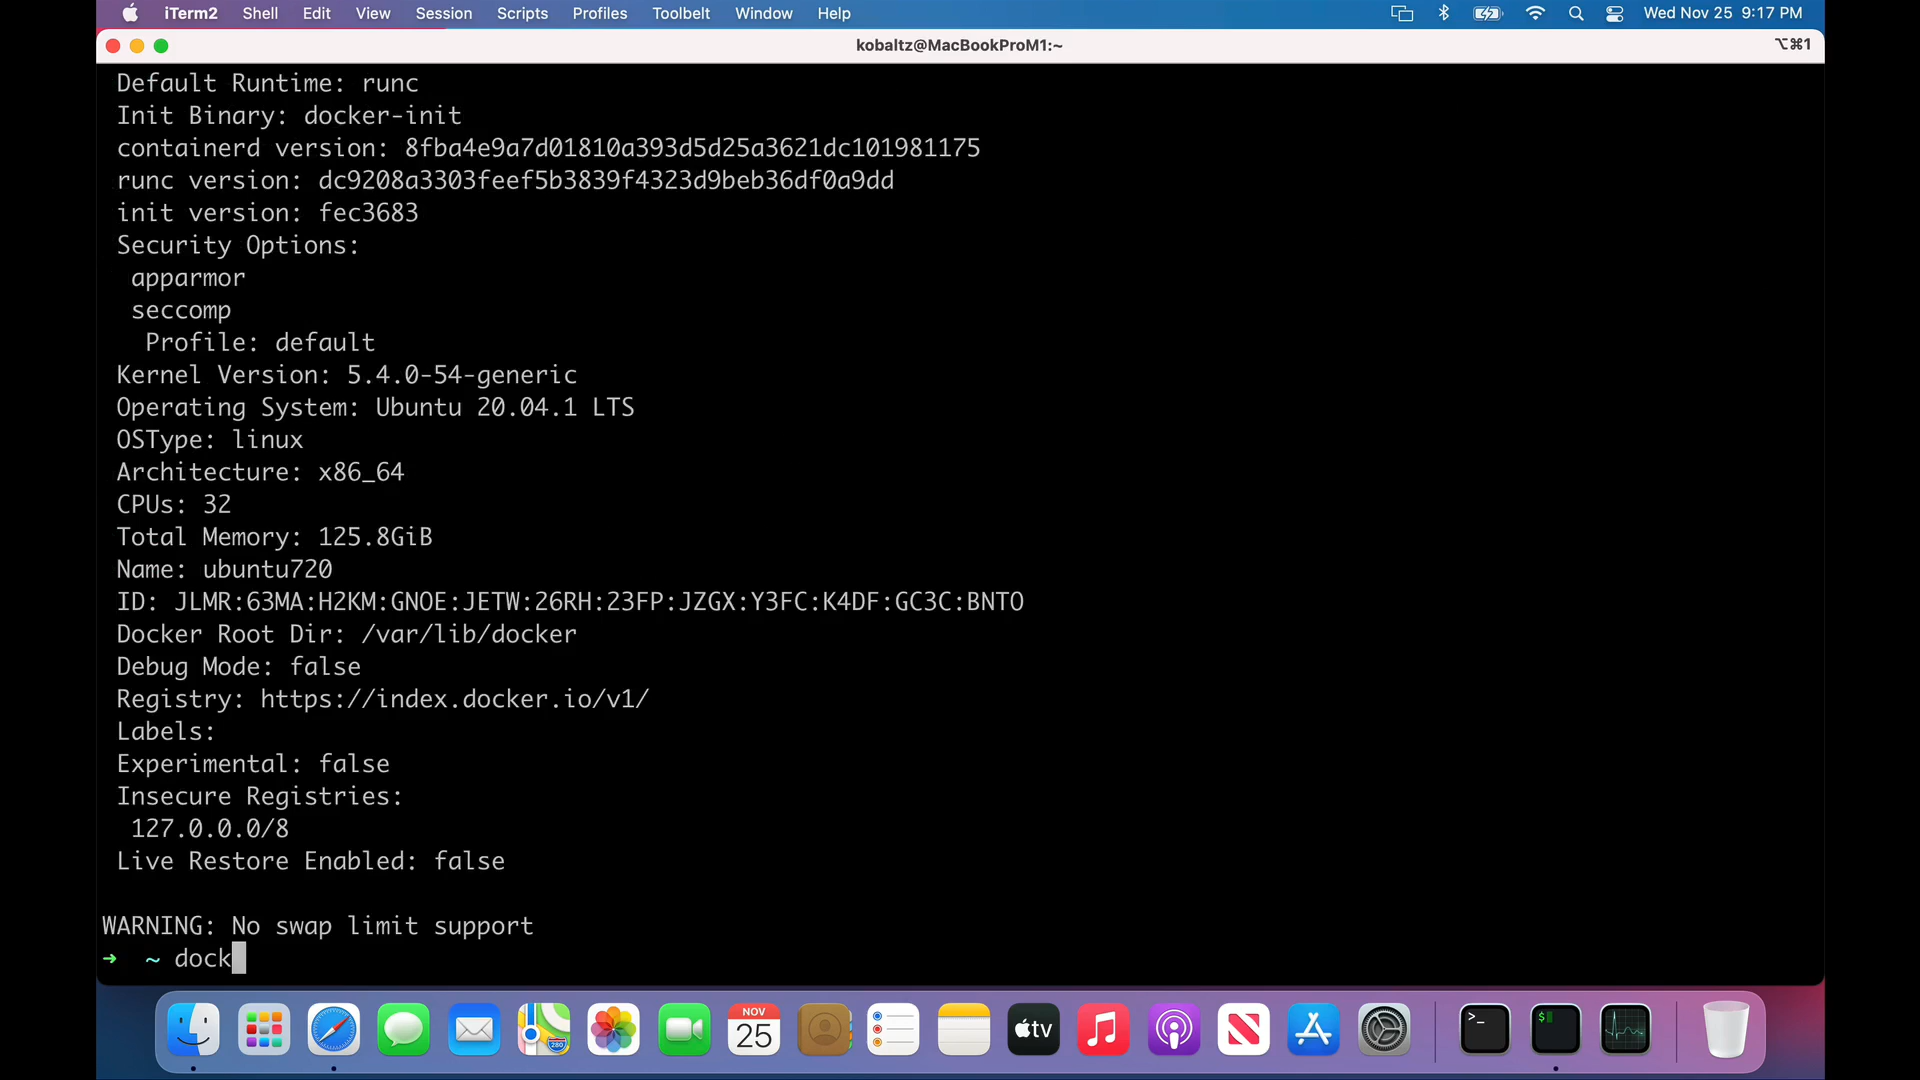 iTerm2 Shell Edit View Session Scripts Profiles Toolbelt Window Help Wed Nov 25 9:17 PM
kobaltz@MacBookProM1:~ ⌥⌘1
Default Runtime: runc
Init Binary: docker-init
containerd version: 8fba4e9a7d01810a393d5d25a3621dc101981175
runc version: dc9208a3303feef5b3839f4323d9beb36df0a9dd
init version: fec3683
Security Options:
apparmor
seccomp
Profile: default
Kernel Version: 5.4.0-54-generic
Operating System: Ubuntu 20.04.1 LTS
OSType: linux
Architecture: x86_64
CPUs: 32
Total Memory: 125.8GiB
Name: ubuntu720
ID: JLMR:63MA:H2KM:GNOE:JETW:26RH:23FP:JZGX:Y3FC:K4DF:GC3C:BNTO
Docker Root Dir: /var/lib/docker
Debug Mode: false
Registry: https://index.docker.io/v1/
Labels:
Experimental: false
Insecure Registries:
127.0.0.0/8
Live Restore Enabled: false
WARNING: No swap limit support
➜ ~ dock
NOV
25
280
tv
>_
$